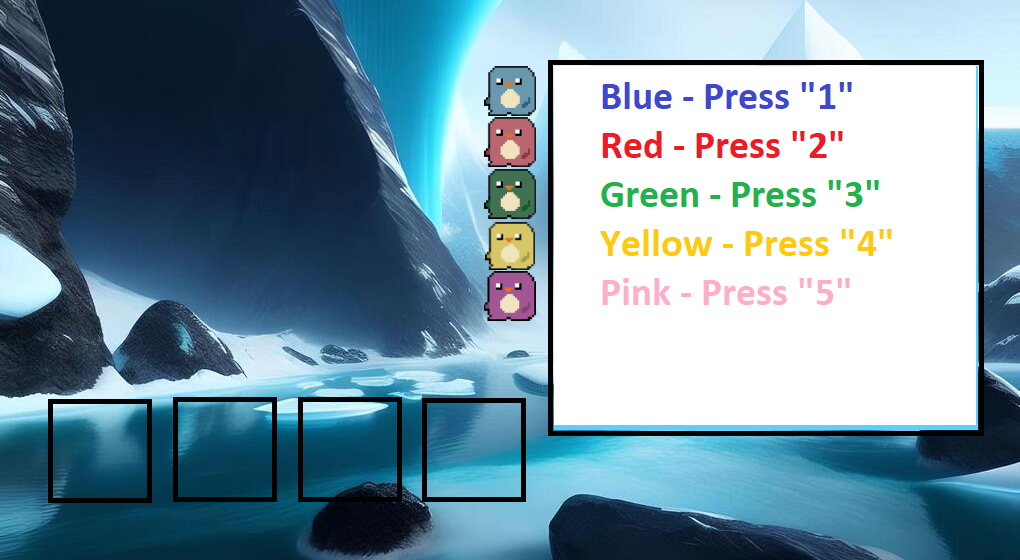 Blue - Press "1"
Red - Press "2"
Green - Press "3"
Yellow - Press "4"
Pink - Press "5"